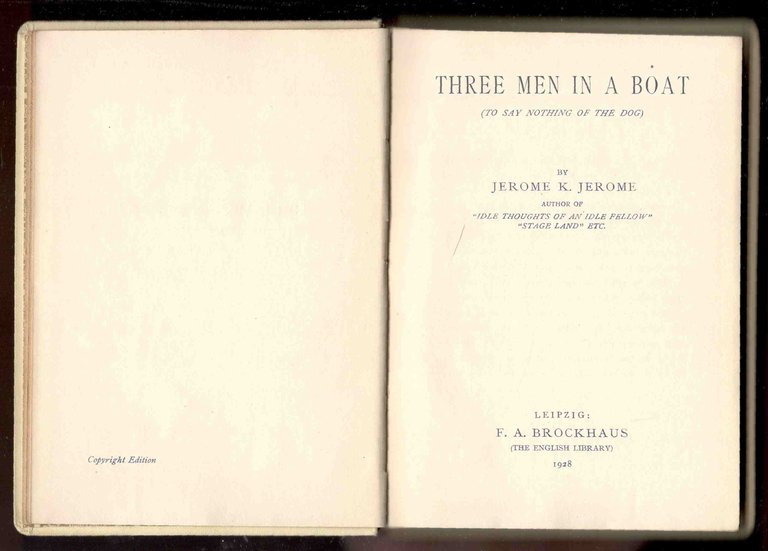 Copyright Edition
THREE MEN IN A BOAT
(TO SAY NOTHING OF THE DOG)
BY
JEROME K. JEROME
AUTHOR OF
"IDLE THOUGHTS OF AN IDLE FELLOW"
"STAGE LAND" ETC.
LEIPZIG:
F. A. BROCKHAUS
(THE ENGLISH LIBRARY)
1928